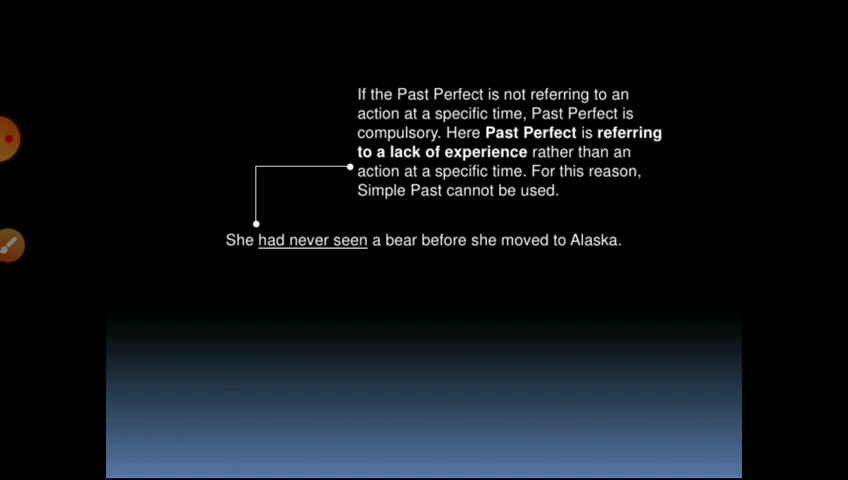 If the Past Perfect is not referring to an
action at a specific time, Past Perfect is
compulsory. Here Past Perfect is referring
to a lack of experience rather than an
action at a specific time. For this reason,
Simple Past cannot be used.
She had never seen a bear before she moved to Alaska.